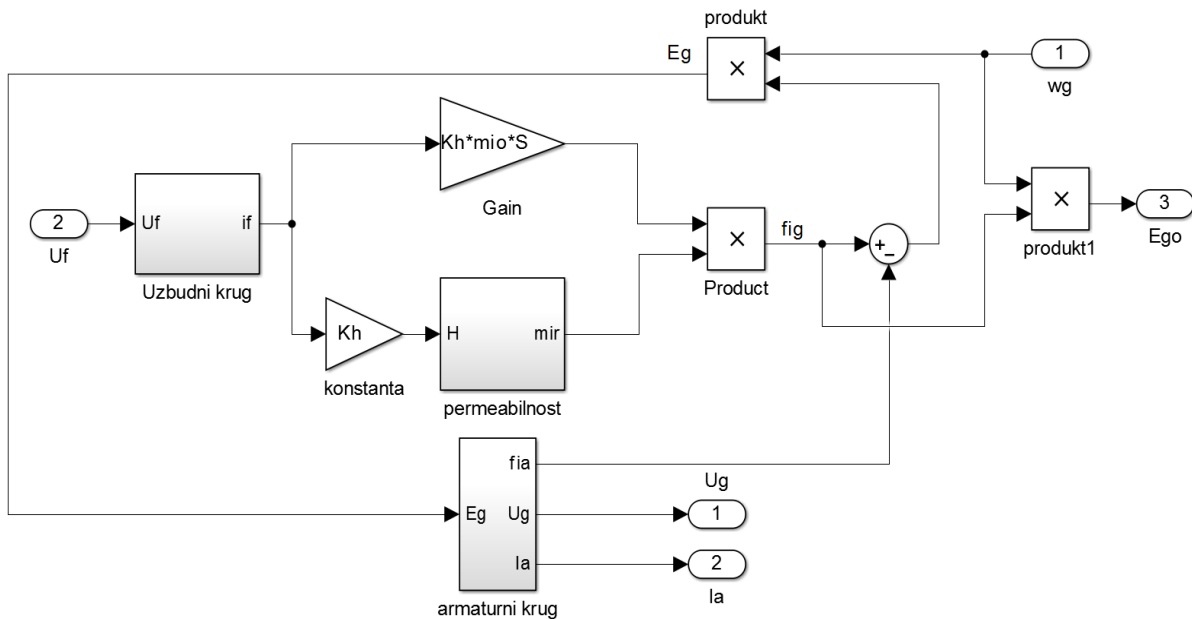 produkt
Eg
×
1
wg
Kh*mio*S
Gain
2
Uf
Uf
if
Uzbudni krug
×
Product
fig
+
−
×
produkt1
3
Ego
Kh
konstanta
H
mir
permeabilnost
fia
Eg
Ug
Ia
armaturni krug
Ug
1
2
Ia